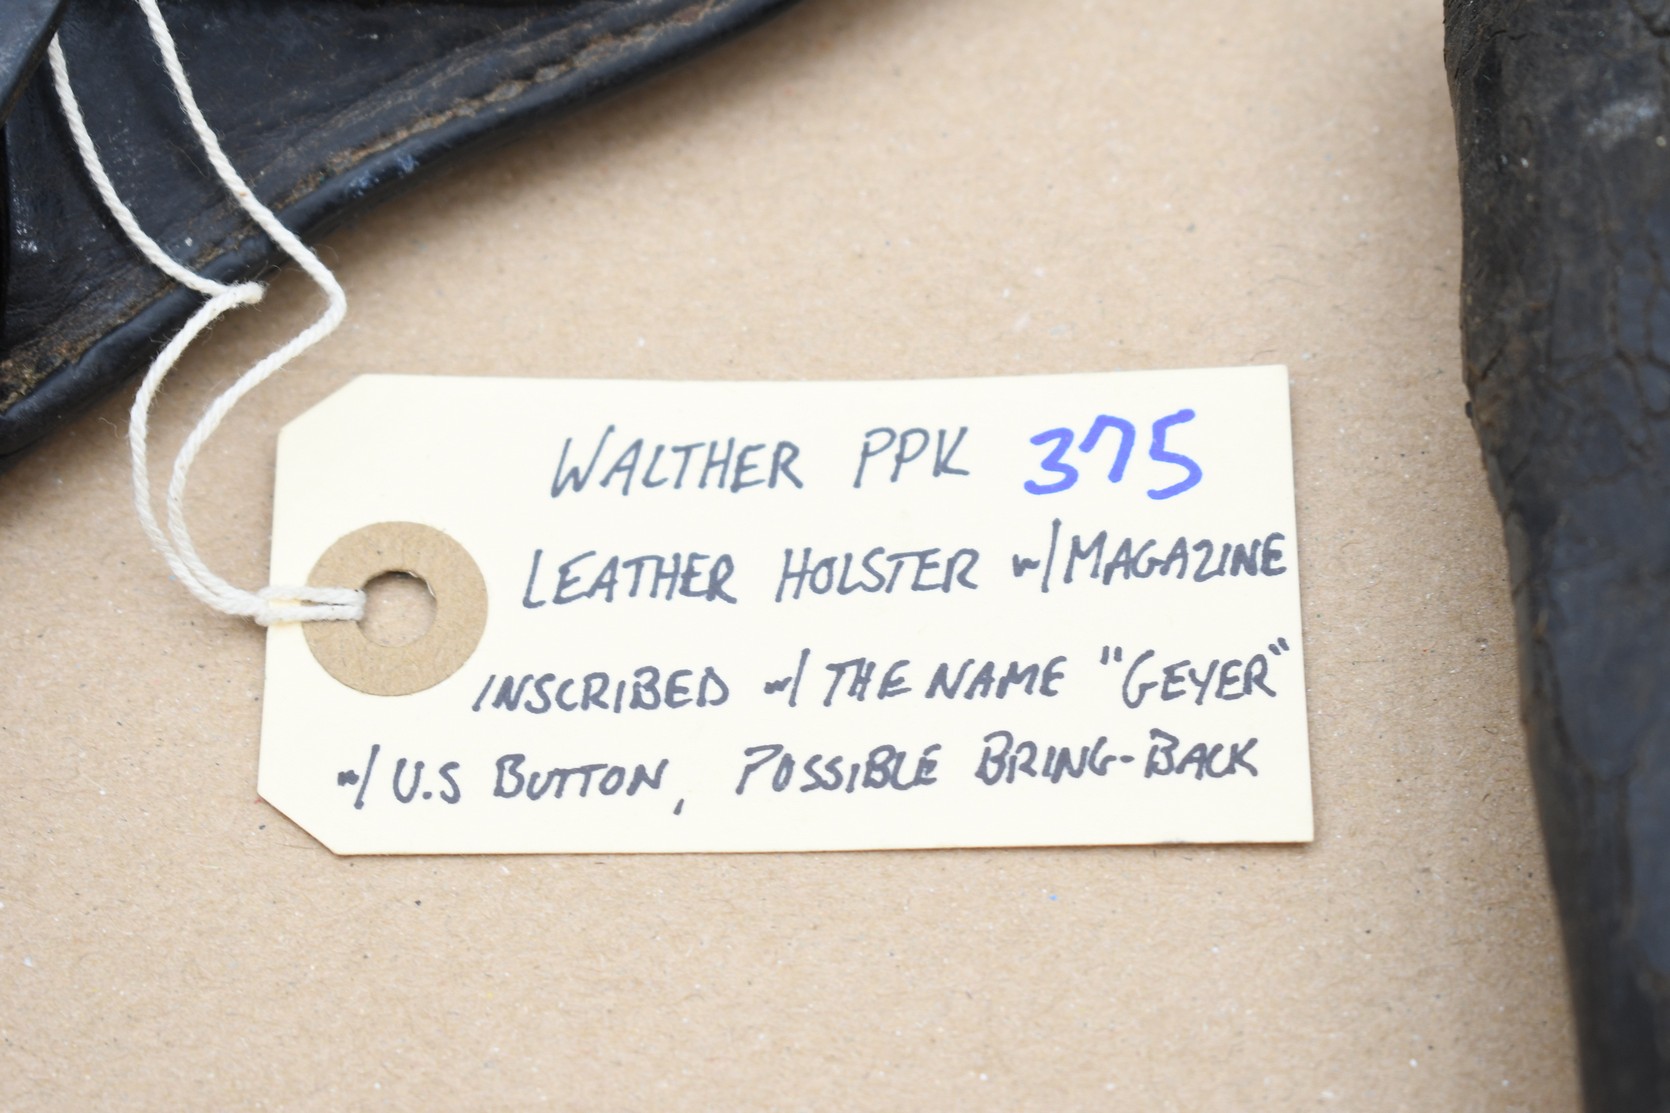 WALTHER PPK 375
LEATHER HOLSTER w/ MAGAZINE
INSCRIBED w/ THE NAME "GEYER"
w/ U.S BUTTON, POSSIBLE BRING-BACK